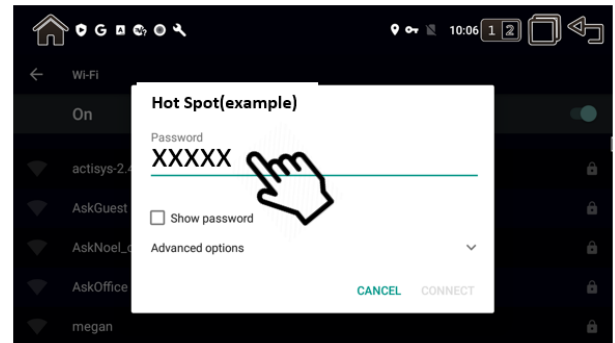 10:06 1 2
Wi-Fi
On
Hot Spot(example)
Password
XXXXX
Show password
Advanced options
CANCEL CONNECT
actisys-2.4
AskGuest
AskNoel_
AskOffice
megan